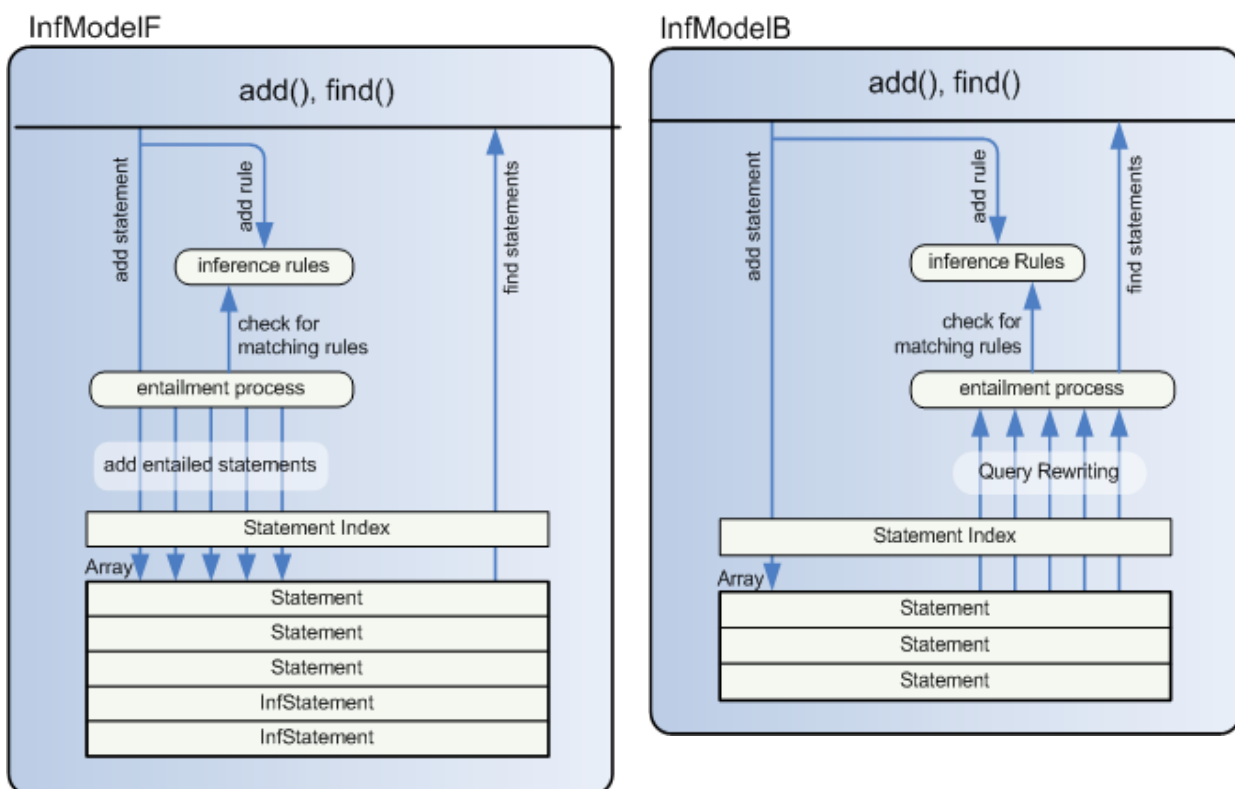 InfModelF
add(), find()
add statement
add rule
find statements
inference rules
check for
matching rules
entailment process
add entailed statements
Statement Index
Array
Statement
Statement
Statement
InfStatement
InfStatement
InfModelB
add(), find()
add statement
add rule
find statements
inference Rules
check for
matching rules
entailment process
Query Rewriting
Statement Index
Array
Statement
Statement
Statement